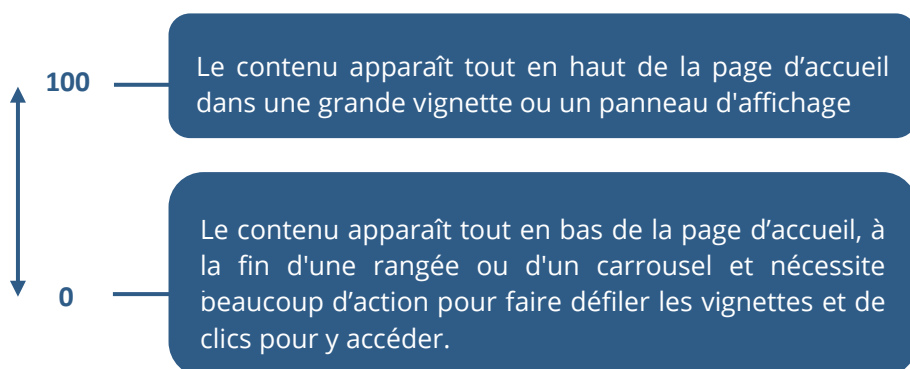 100
Le contenu apparaît tout en haut de la page d’accueil
dans une grande vignette ou un panneau d'affichage
0
Le contenu apparaît tout en bas de la page d’accueil, à
la fin d'une rangée ou d'un carrousel et nécessite
beaucoup d’action pour faire défiler les vignettes et de
clics pour y accéder.